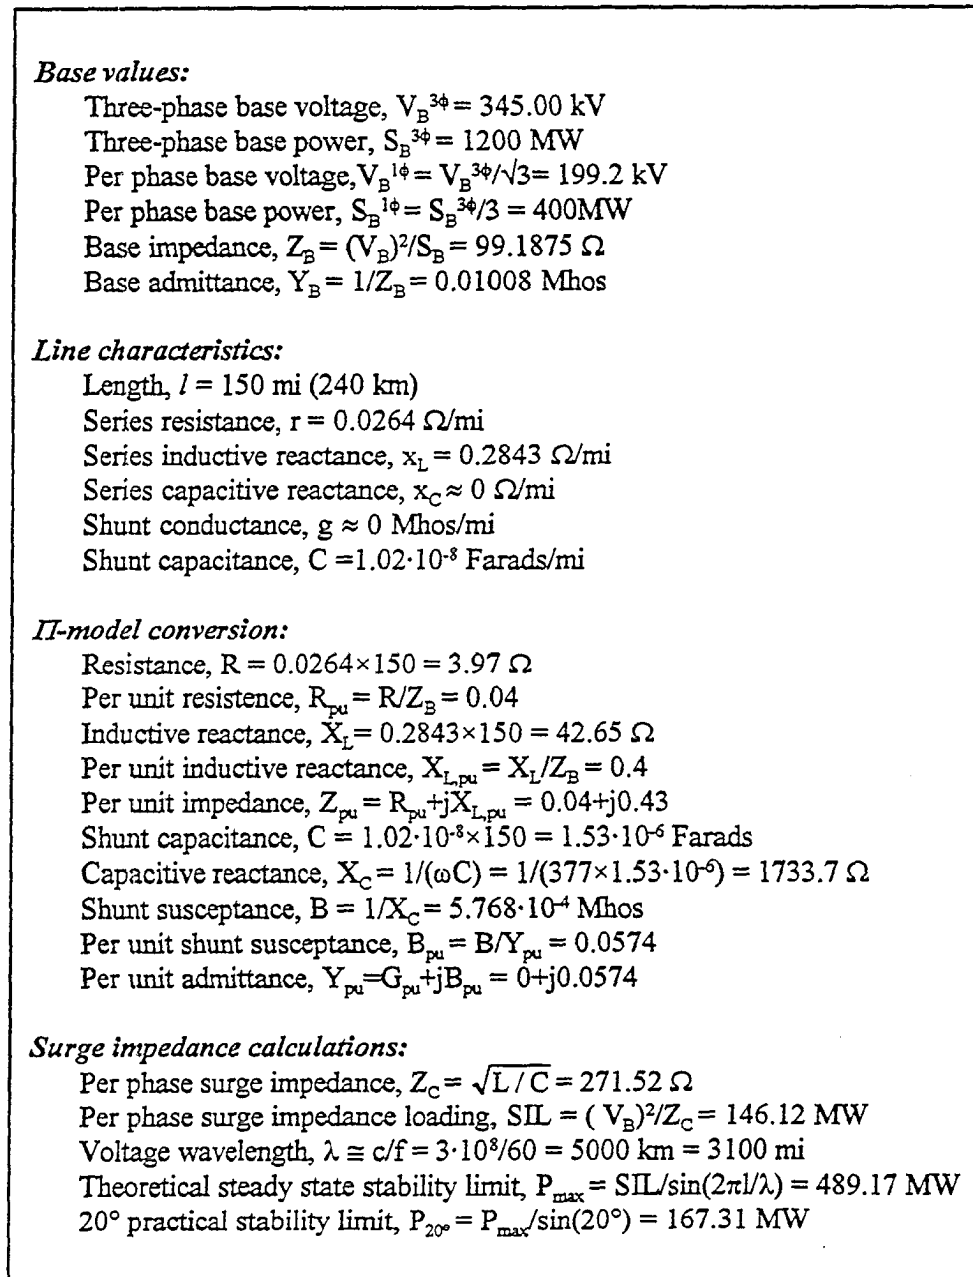 Base values:
Three-phase base voltage, V_B^3ϕ = 345.00 kV
Three-phase base power, S_B^3ϕ = 1200 MW
Per phase base voltage,V_B^1ϕ = V_B^3ϕ/√3= 199.2 kV
Per phase base power, S_B^1ϕ = S_B^3ϕ/3 = 400MW
Base impedance, Z_B = (V_B)²/S_B = 99.1875 Ω
Base admittance, Y_B = 1/Z_B = 0.01008 Mhos
Line characteristics:
Length, l = 150 mi (240 km)
Series resistance, r = 0.0264 Ω/mi
Series inductive reactance, x_L = 0.2843 Ω/mi
Series capacitive reactance, x_C ≈ 0 Ω/mi
Shunt conductance, g ≈ 0 Mhos/mi
Shunt capacitance, C =1.02·10⁻⁸ Farads/mi
Π-model conversion:
Resistance, R = 0.0264×150 = 3.97 Ω
Per unit resistence, R_pu = R/Z_B = 0.04
Inductive reactance, X_L = 0.2843×150 = 42.65 Ω
Per unit inductive reactance, X_L,pu = X_L/Z_B = 0.4
Per unit impedance, Z_pu = R_pu+jX_L,pu = 0.04+j0.43
Shunt capacitance, C = 1.02·10⁻⁸×150 = 1.53·10⁻⁶ Farads
Capacitive reactance, X_C = 1/(ωC) = 1/(377×1.53·10⁻⁶) = 1733.7 Ω
Shunt susceptance, B = 1/X_C = 5.768·10⁻⁴ Mhos
Per unit shunt susceptance, B_pu = B/Y_pu = 0.0574
Per unit admittance, Y_pu=G_pu+jB_pu = 0+j0.0574
Surge impedance calculations:
Per phase surge impedance, Z_C = √L / C = 271.52 Ω
Per phase surge impedance loading, SIL = ( V_B)²/Z_C = 146.12 MW
Voltage wavelength, λ ≅ c/f = 3·10⁸/60 = 5000 km = 3100 mi
Theoretical steady state stability limit, P_max = SIL/sin(2πl/λ) = 489.17 MW
20° practical stability limit, P_20° = P_max/sin(20°) = 167.31 MW